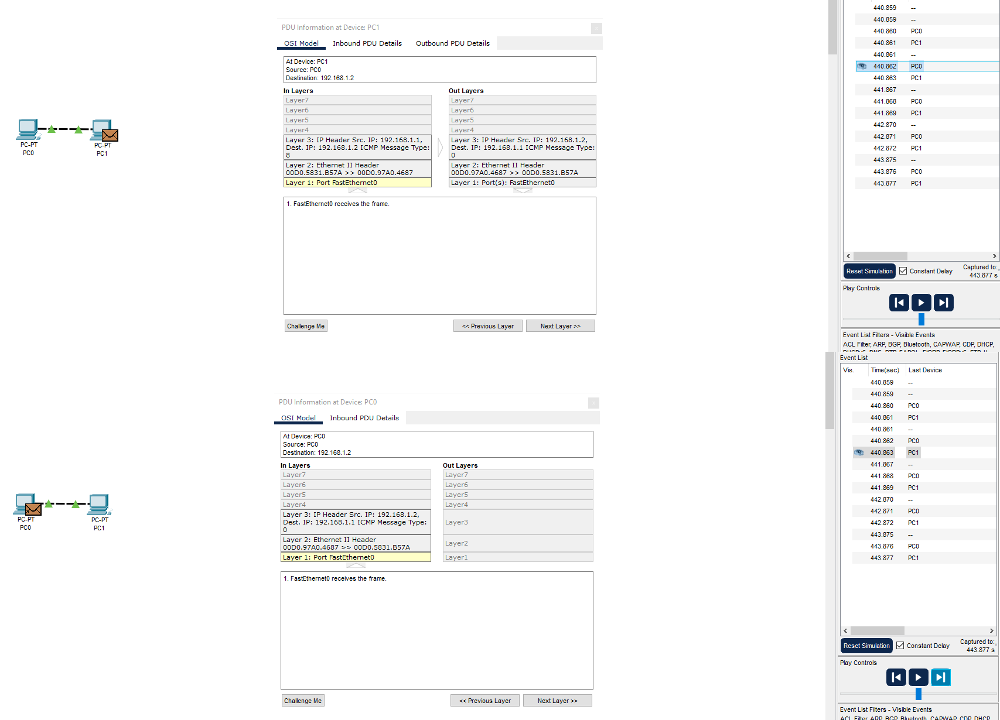 440.859 --
440.859 --
440.860 PC0
440.861 PC1
440.861 --
440.862 PC0
440.863 PC1
441.867 --
441.868 PC0
441.869 PC1
442.870 --
442.871 PC0
442.872 PC1
443.875 --
443.876 PC0
443.877 PC1
Reset Simulation
Constant Delay
Captured to:
443.877 s
Play Controls
Event List Filters - Visible Events
ACL Filter, ARP, BGP, Bluetooth, CAPWAP, CDP, DHCP,
PDU Information at Device: PC1
OSI Model Inbound PDU Details Outbound PDU Details
At Device: PC1
Source: PC0
Destination: 192.168.1.2
In Layers
Layer7
Layer6
Layer5
Layer4
Layer 3: IP Header Src. IP: 192.168.1.1,
Dest. IP: 192.168.1.2 ICMP Message Type:
8
Layer 2: Ethernet II Header
00D0.5831.B57A >> 00D0.97A0.4687
Layer 1: Port FastEthernet0
Out Layers
Layer7
Layer6
Layer5
Layer4
Layer 3: IP Header Src. IP: 192.168.1.2,
Dest. IP: 192.168.1.1 ICMP Message Type:
0
Layer 2: Ethernet II Header
00D0.97A0.4687 >> 00D0.5831.B57A
Layer 1: Port(s): FastEthernet0
1. FastEthernet0 receives the frame.
Challenge Me
<< Previous Layer
Next Layer >>
PC-PT
PC0
PC-PT
PC1
PDU Information at Device: PC0
OSI Model Inbound PDU Details
At Device: PC0
Source: PC0
Destination: 192.168.1.2
In Layers
Layer7
Layer6
Layer5
Layer4
Layer 3: IP Header Src. IP: 192.168.1.2,
Dest. IP: 192.168.1.1 ICMP Message Type:
0
Layer 2: Ethernet II Header
00D0.97A0.4687 >> 00D0.5831.B57A
Layer 1: Port FastEthernet0
Out Layers
Layer7
Layer6
Layer5
Layer4
Layer3
Layer2
Layer1
1. FastEthernet0 receives the frame.
Challenge Me
<< Previous Layer
Next Layer >>
PC-PT
PC0
PC-PT
PC1
Event List
Vis. Time(sec) Last Device
440.859 --
440.859 --
440.860 PC0
440.861 PC1
440.861 --
440.862 PC0
440.863 PC1
441.867 --
441.868 PC0
441.869 PC1
442.870 --
442.871 PC0
442.872 PC1
443.875 --
443.876 PC0
443.877 PC1
Reset Simulation
Constant Delay
Captured to:
443.877 s
Play Controls
Event List Filters - Visible Events
ACL Filter, ARP, BGP, Bluetooth, CAPWAP, CDP, DHCP,